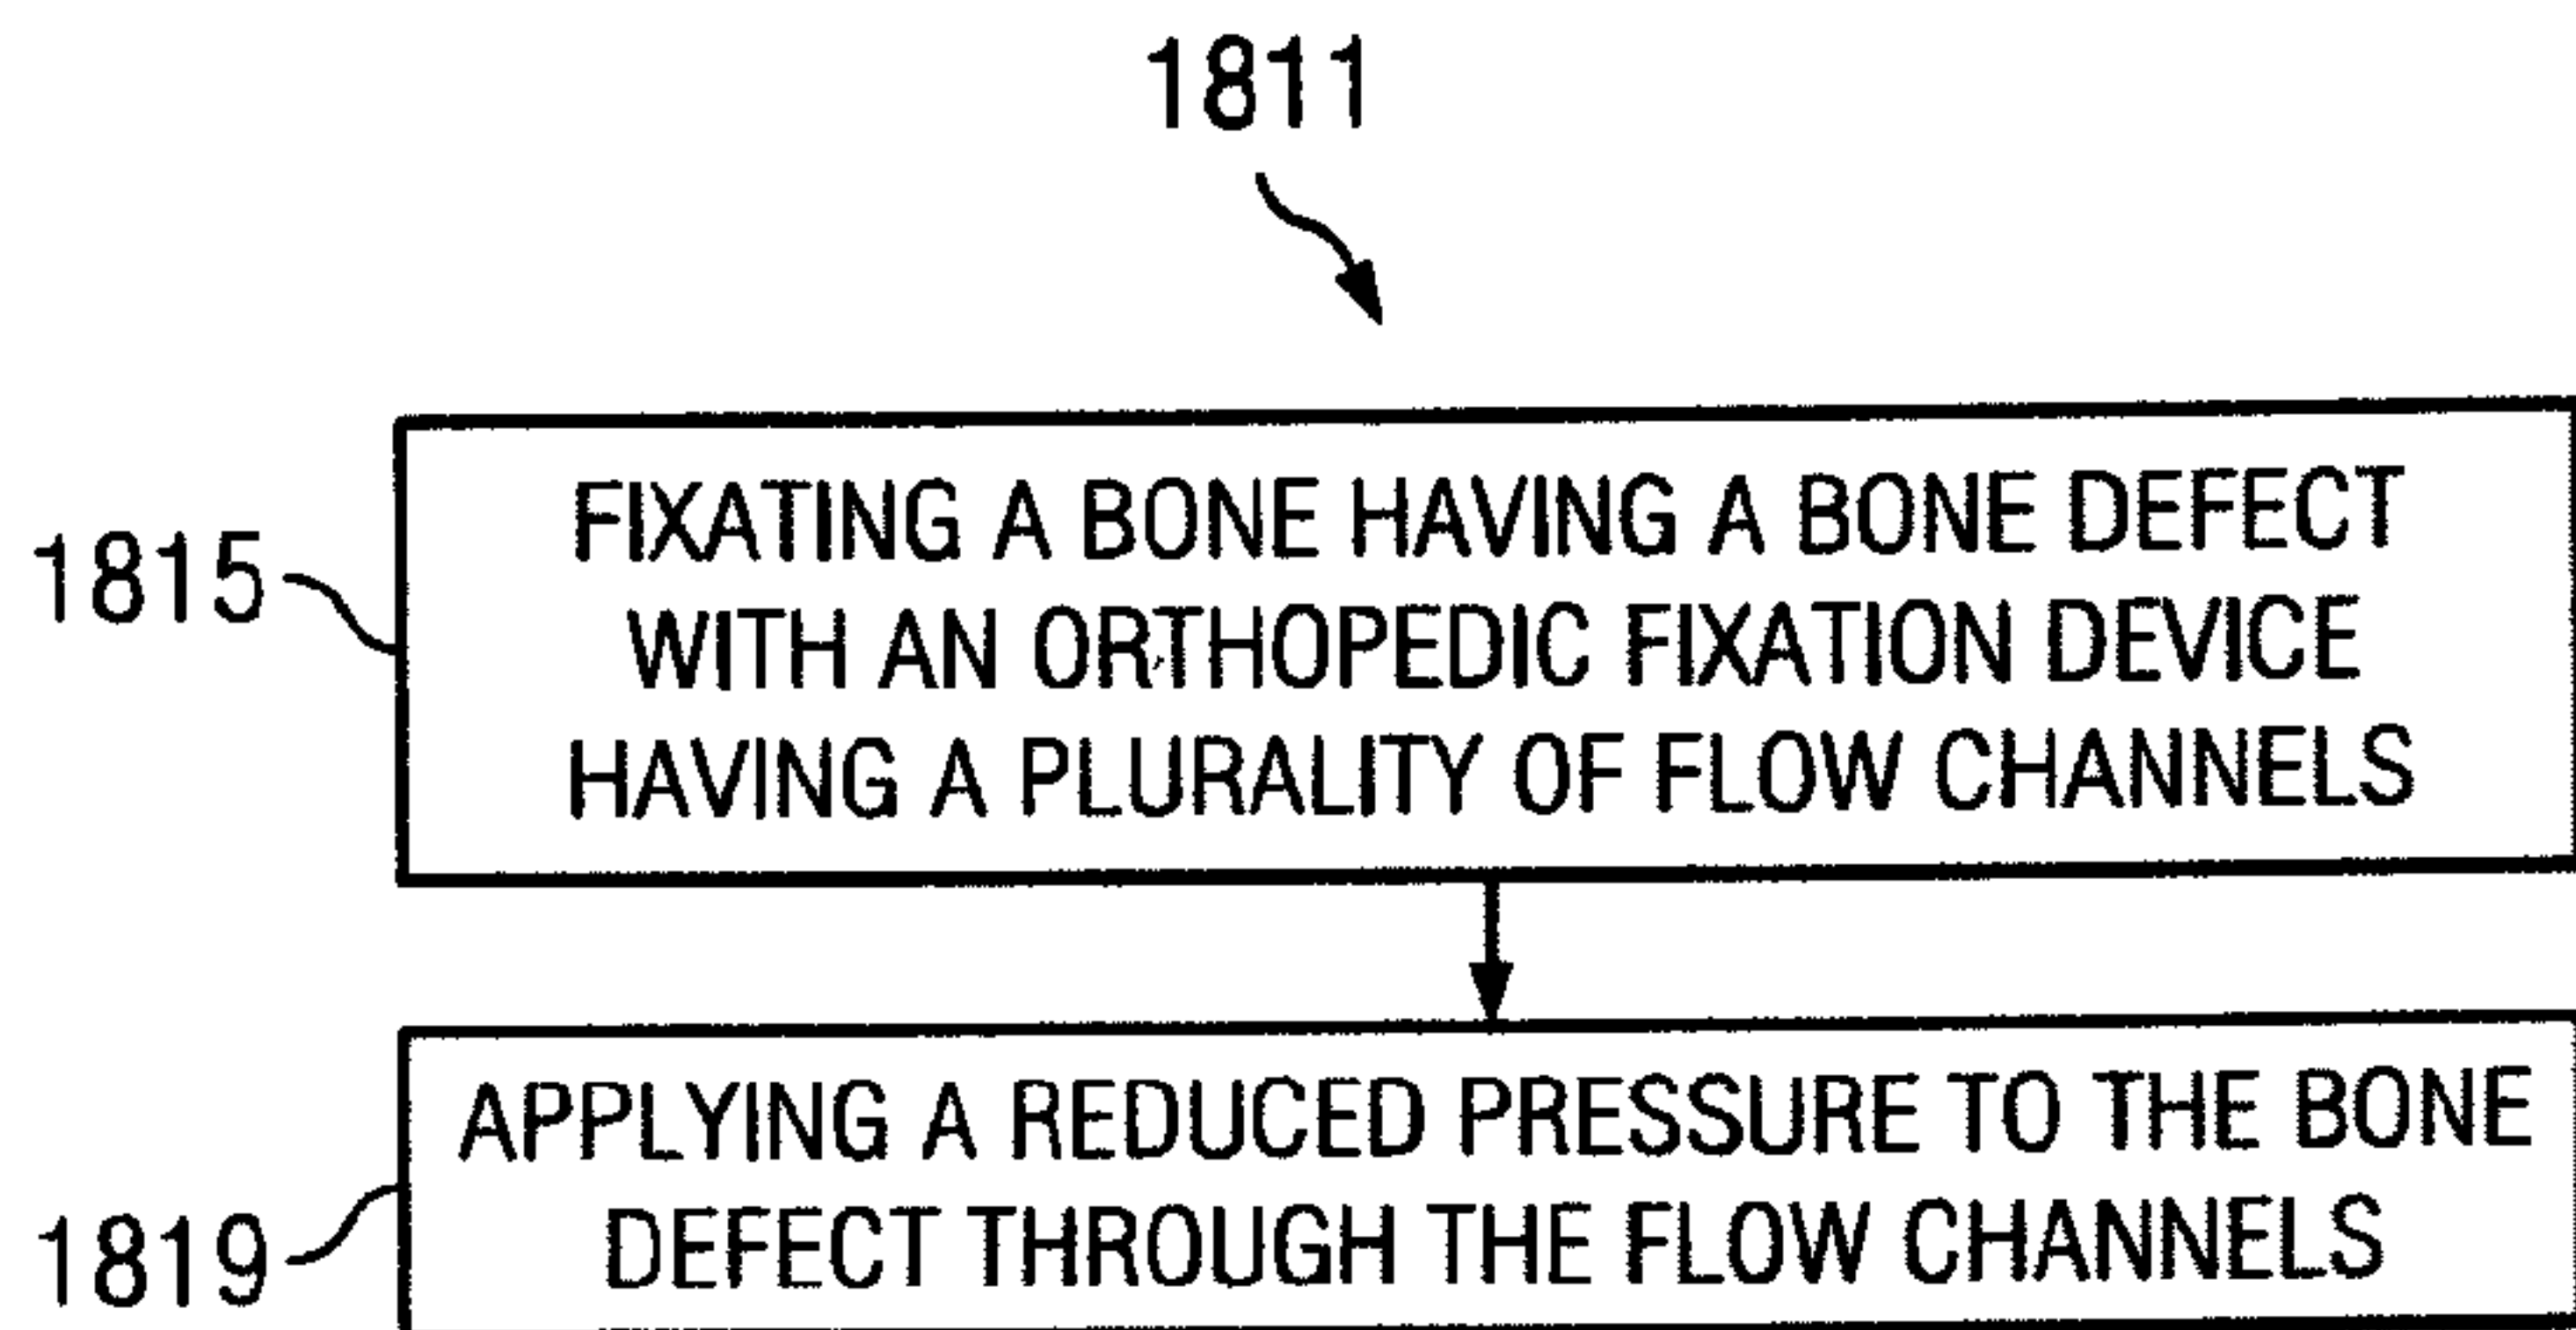 1811
1815
FIXATING A BONE HAVING A BONE DEFECT
WITH AN ORTHOPEDIC FIXATION DEVICE
HAVING A PLURALITY OF FLOW CHANNELS
1819
APPLYING A REDUCED PRESSURE TO THE BONE
DEFECT THROUGH THE FLOW CHANNELS